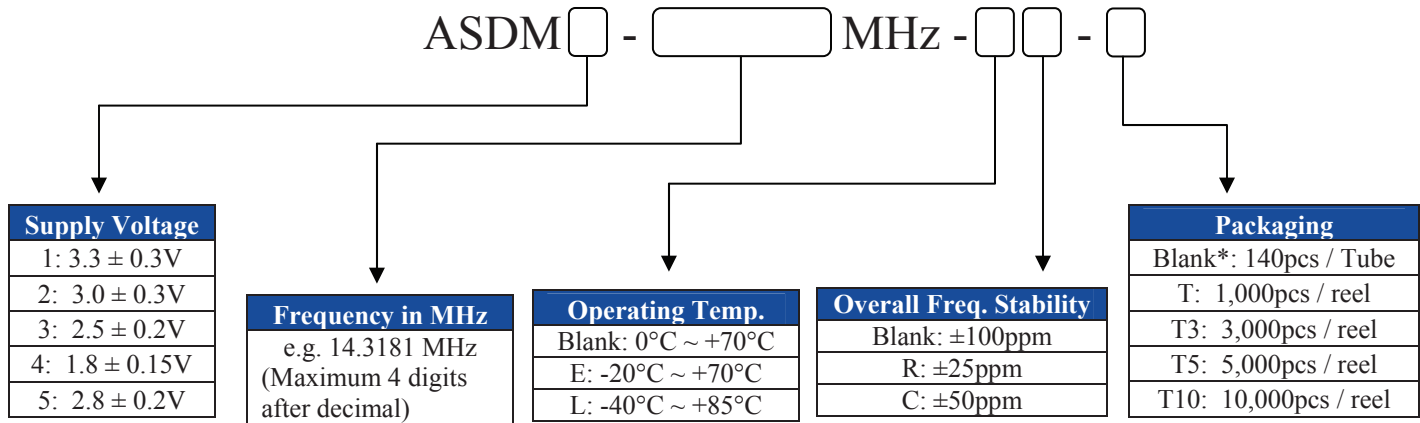 ASDM - MHz - -
Supply Voltage
1: 3.3 ± 0.3V
2: 3.0 ± 0.3V
3: 2.5 ± 0.2V
4: 1.8 ± 0.15V
5: 2.8 ± 0.2V
Frequency in MHz
e.g. 14.3181 MHz
(Maximum 4 digits
after decimal)
Operating Temp.
Blank: 0°C ~ +70°C
E: -20°C ~ +70°C
L: -40°C ~ +85°C
Overall Freq. Stability
Blank: ±100ppm
R: ±25ppm
C: ±50ppm
Packaging
Blank*: 140pcs / Tube
T: 1,000pcs / reel
T3: 3,000pcs / reel
T5: 5,000pcs / reel
T10: 10,000pcs / reel